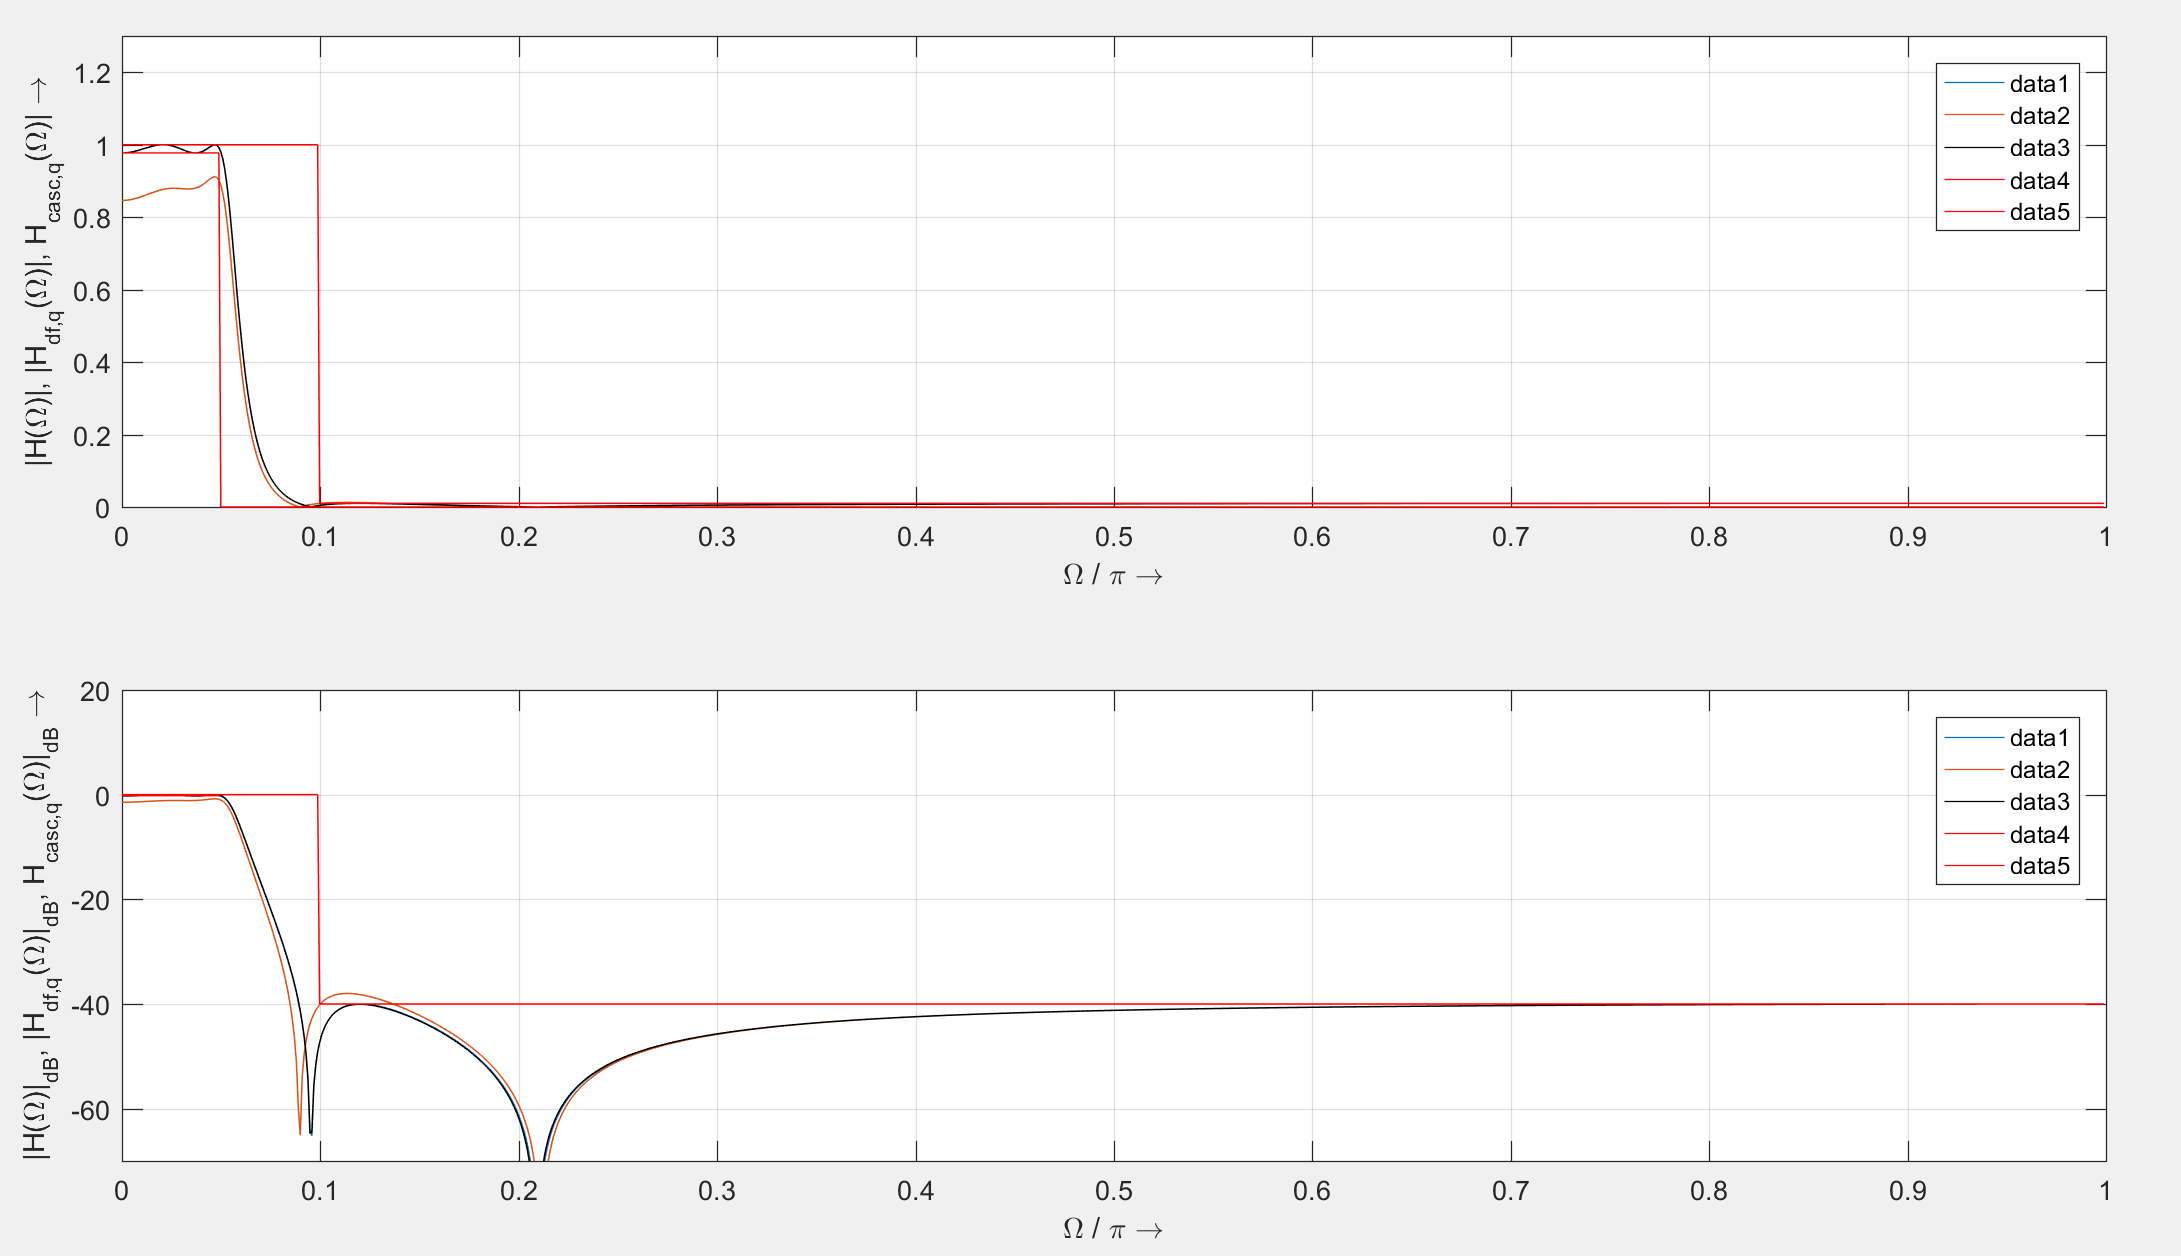 |H(Ω)|, |H_df,q(Ω)|, H_casc,q(Ω)| →
1.2
1
0.8
0.6
0.4
0.2
0
0 0.1 0.2 0.3 0.4 0.5 0.6 0.7 0.8 0.9 1
Ω / π →
data1
data2
data3
data4
data5
|H(Ω)|_dB, |H_df,q(Ω)|_dB, H_casc,q(Ω)|_dB →
20
0
-20
-40
-60
0 0.1 0.2 0.3 0.4 0.5 0.6 0.7 0.8 0.9 1
Ω / π →
data1
data2
data3
data4
data5